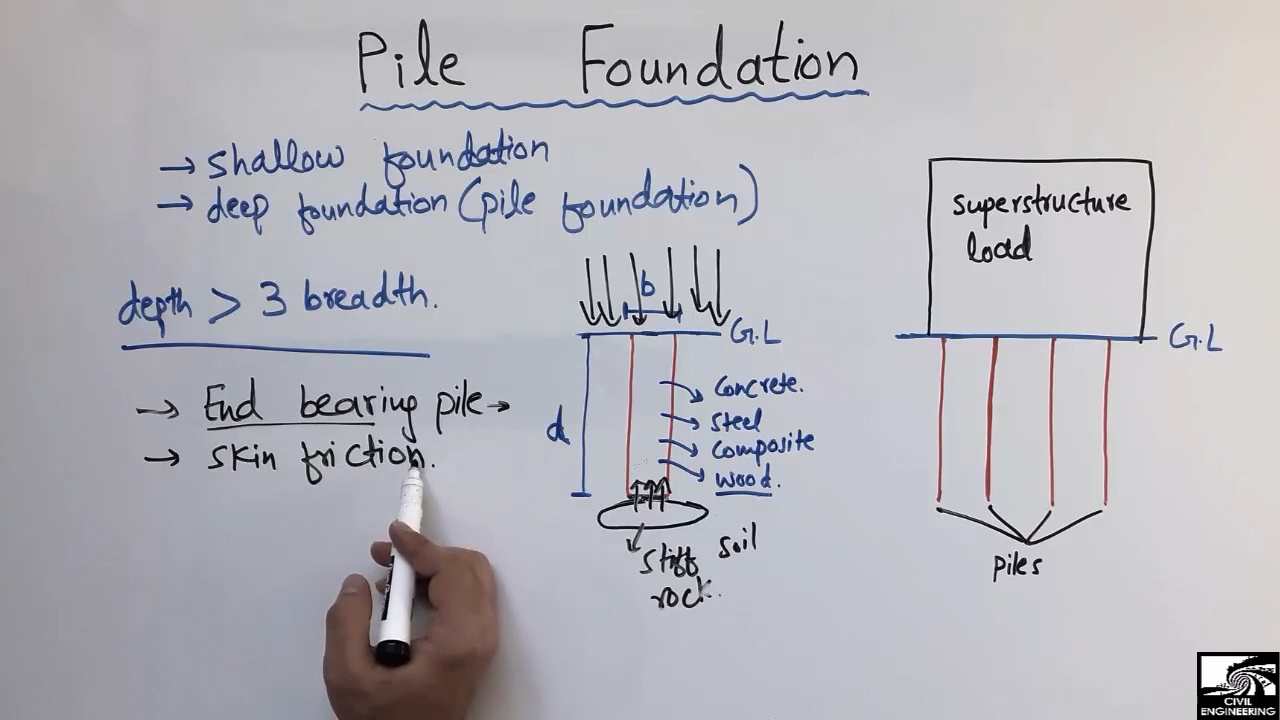 Pile Foundation
→ shallow foundation
→ deep foundation (pile foundation)
depth > 3 breadth.
→ End bearing pile →
→ skin friction.
b
G.L
d
Concrete.
Steel
Composite
wood.
stiff soil
rock.
superstructure
load
G.L
piles
CIVIL
ENGINEERING